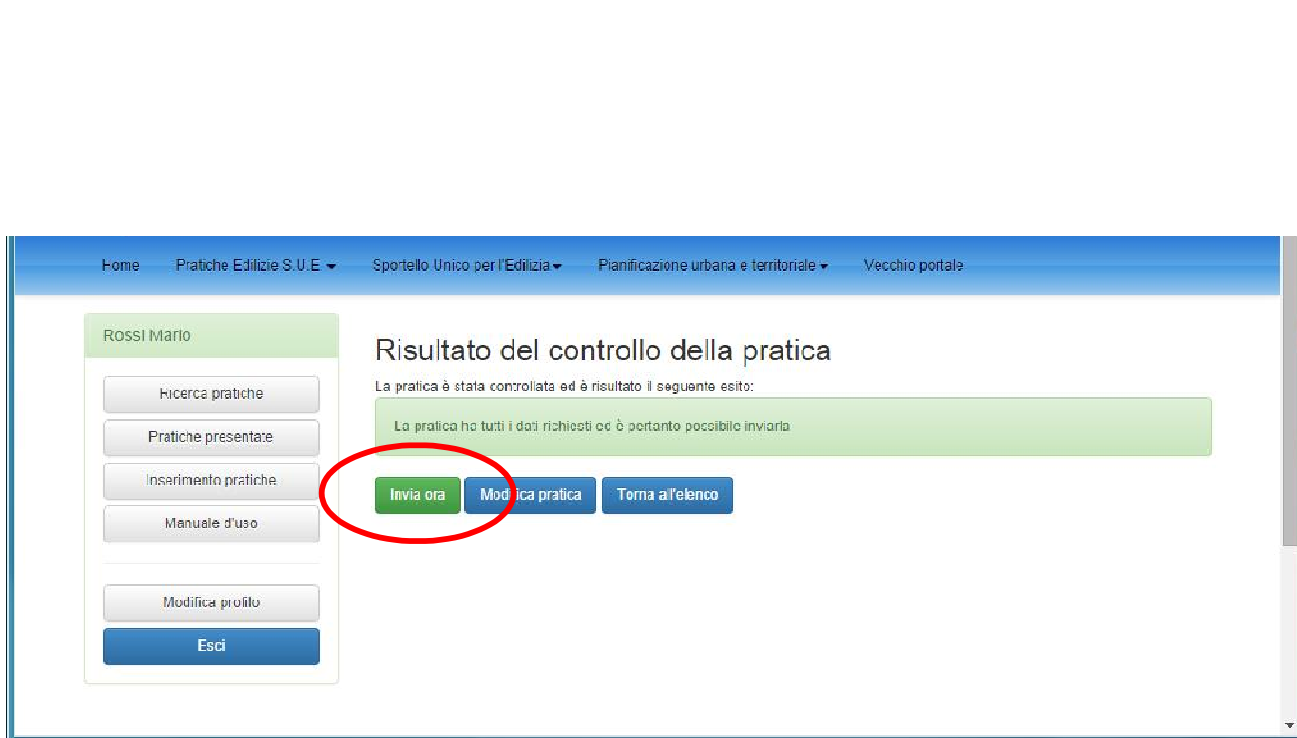 Home Pratiche Edilizie S.U.E Sportello Unico per l'Edilizia Pianificazione urbana e territoriale Vecchio portale
Rossi Mario
Ricerca pratiche
Pratiche presentate
Inserimento pratiche
Manuale d'uso
Modifica profilo
Esci
Risultato del controllo della pratica
La pratica è stata controllata ed è risultato il seguente esito:
La pratica ha tutti i dati richiesti ed è pertanto possibile inviarla
Invia ora Modifica pratica Torna all'elenco